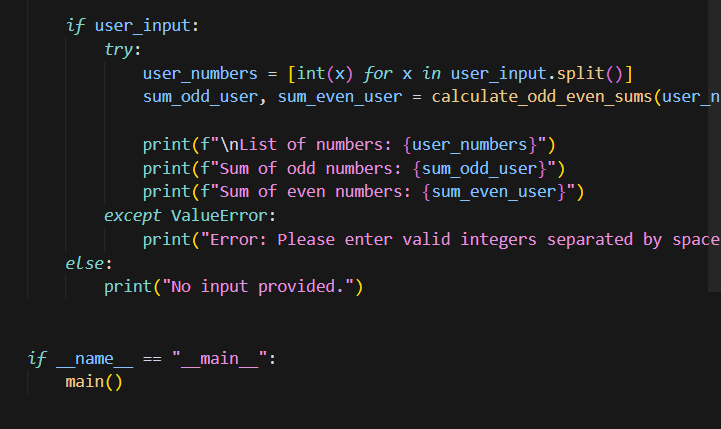 if user_input:
try:
user_numbers = [int(x) for x in user_input.split()]
sum_odd_user, sum_even_user = calculate_odd_even_sums(user_n
print(f"\nList of numbers: {user_numbers}")
print(f"Sum of odd numbers: {sum_odd_user}")
print(f"Sum of even numbers: {sum_even_user}")
except ValueError:
print("Error: Please enter valid integers separated by space
else:
print("No input provided.")
if __name__ == "__main__":
main()